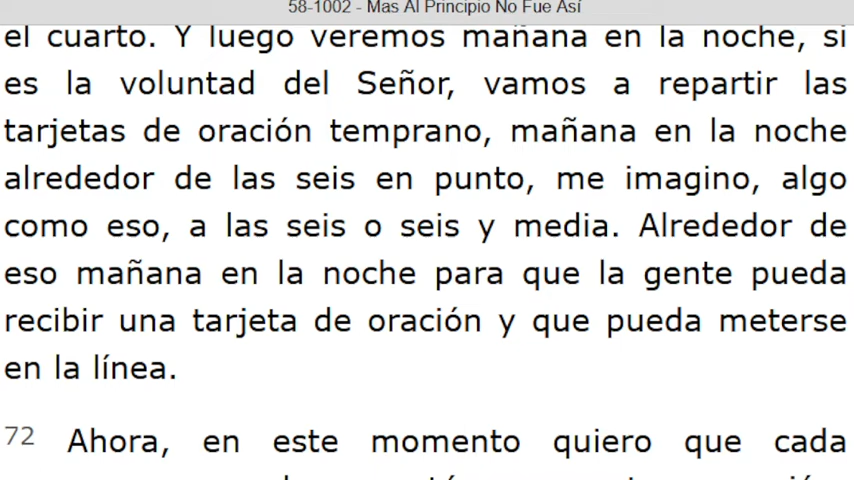 58-1002 - Mas Al Principio No Fue Así
el cuarto. Y luego veremos mañana en la noche, si
es la voluntad del Señor, vamos a repartir las
tarjetas de oración temprano, mañana en la noche
alrededor de las seis en punto, me imagino, algo
como eso, a las seis o seis y media. Alrededor de
eso mañana en la noche para que la gente pueda
recibir una tarjeta de oración y que pueda meterse
en la línea.
72 Ahora, en este momento quiero que cada